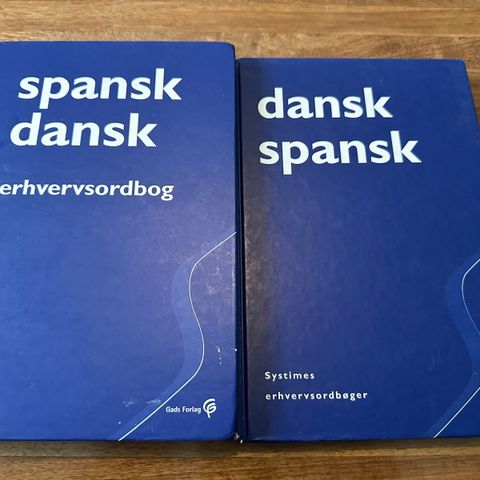 spansk
dansk
erhvervsordbog
Gads Forlag
dansk
spansk
Systimes
erhvervsordbøger